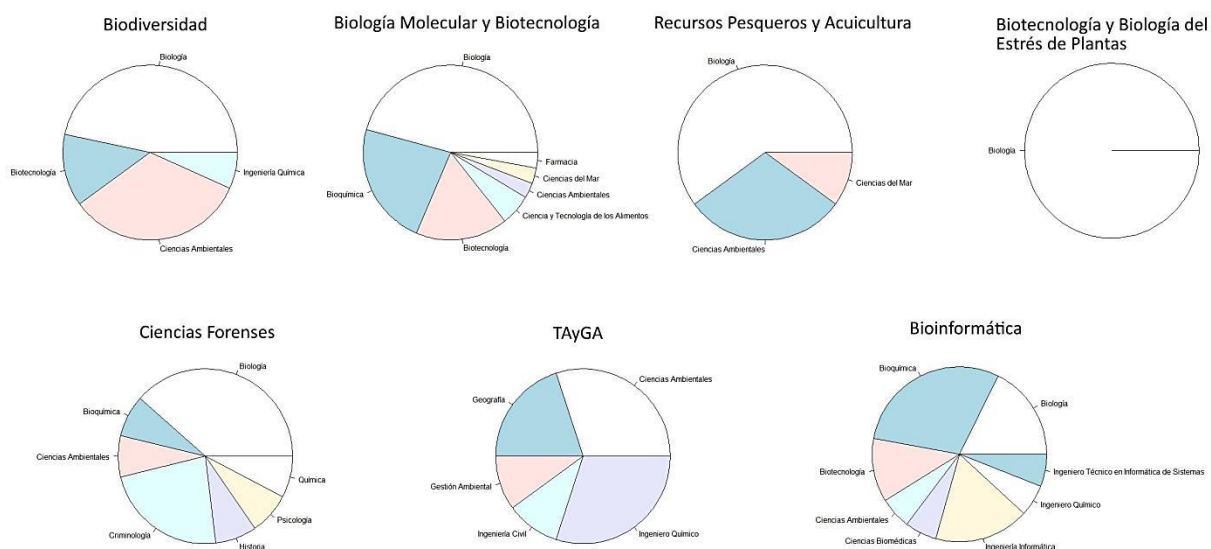 Biodiversidad
Biología
Biotecnología
Ciencias Ambientales
Ingeniería Química
Biología Molecular y Biotecnología
Biología
Bioquímica
Biotecnología
Ciencia y Tecnología de los Alimentos
Ciencias Ambientales
Ciencias del Mar
Farmacia
Recursos Pesqueros y Acuicultura
Biología
Ciencias Ambientales
Ciencias del Mar
Biotecnología y Biología del
Estrés de Plantas
Biología
Ciencias Forenses
Biología
Bioquímica
Ciencias Ambientales
Criminología
Historia
Psicología
Química
TAyGA
Ciencias Ambientales
Geografía
Gestión Ambiental
Ingeniería Civil
Ingeniero Químico
Bioinformática
Biología
Bioquímica
Biotecnología
Ciencias Ambientales
Ciencias Biomédicas
Ingeniería Informática
Ingeniero Químico
Ingeniero Técnico en Informática de Sistemas